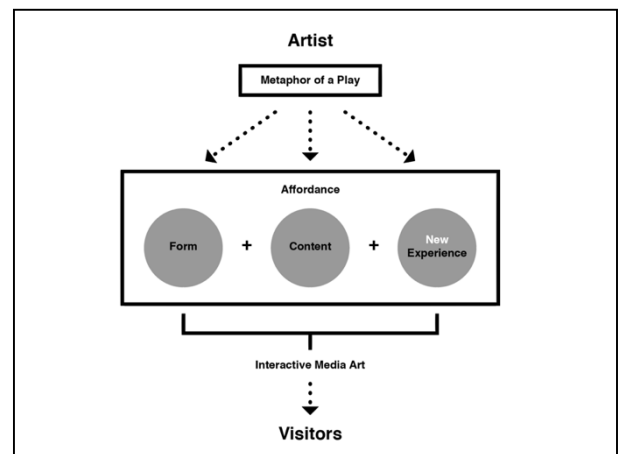 Artist
Metaphor of a Play
Affordance
Form + Content + New
Experience
Interactive Media Art
Visitors